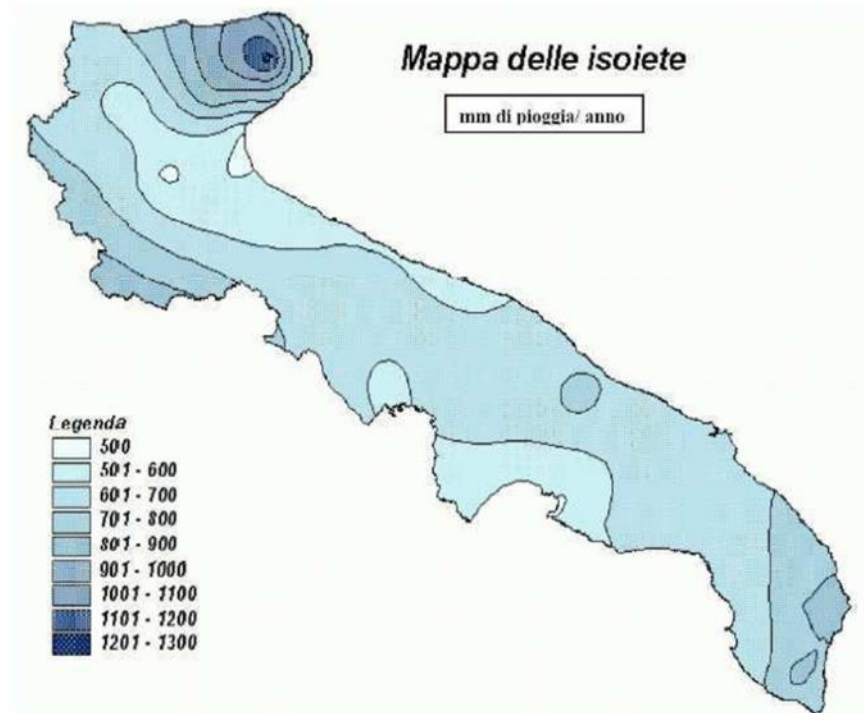 Mappa delle isoiete
mm di pioggia/ anno
Legenda
500
501 - 600
601 - 700
701 - 800
801 - 900
901 - 1000
1001 - 1100
1101 - 1200
1201 - 1300